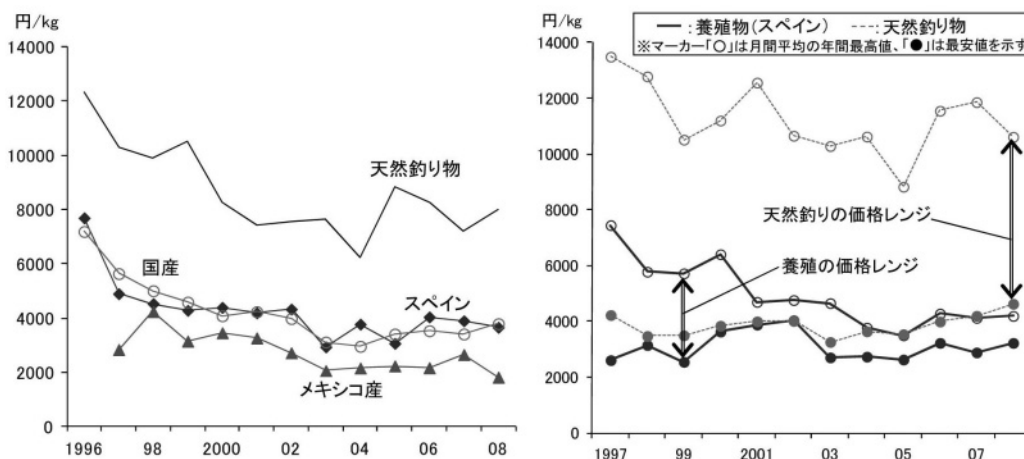 円/kg
14000
12000
10000
8000
6000
4000
2000
0
天然釣り物
国産
スペイン
メキシコ産
1996 98 2000 02 04 06 08
円/kg
―:養殖物(スペイン) ----:天然釣り物
※マーカー「○」は月間平均の年間最高値、「●」は最安値を示す
14000
12000
10000
8000
6000
4000
2000
0
天然釣りの価格レンジ
養殖の価格レンジ
1997 99 2001 03 05 07